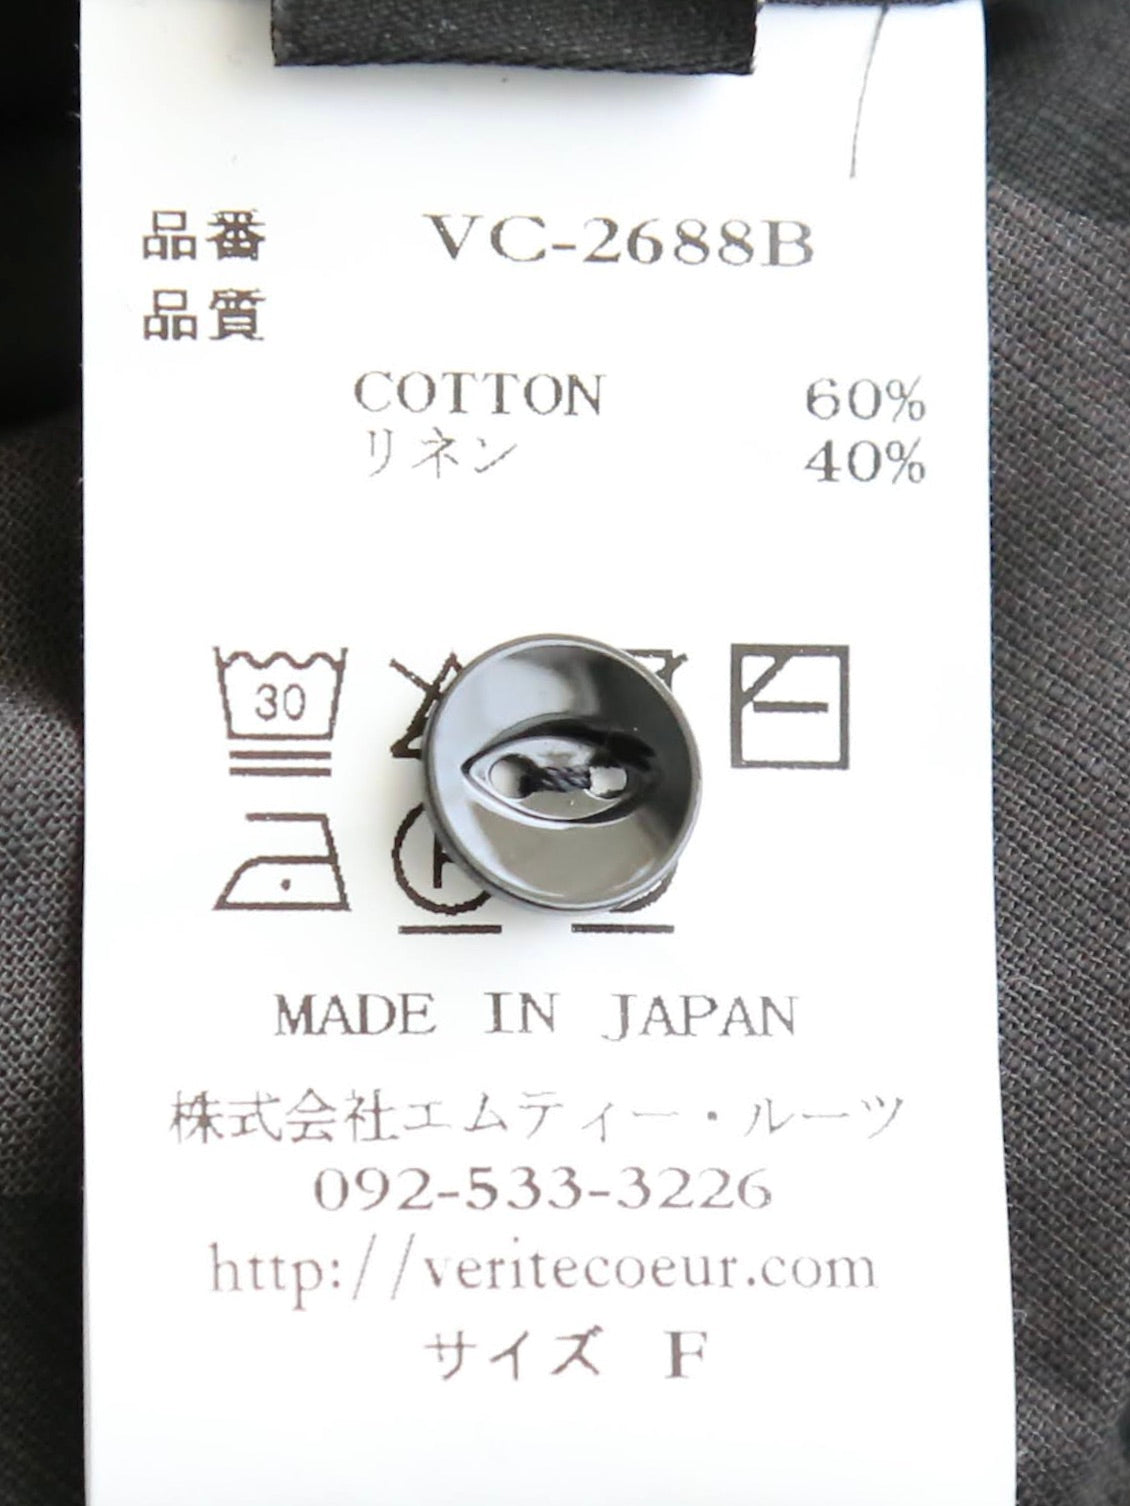 品番 VC-2688B
品質
COTTON 60%
リネン 40%
30
MADE IN JAPAN
株式会社エムティー・ルーツ
092-533-3226
http://veritecoeur.com
サイズ F